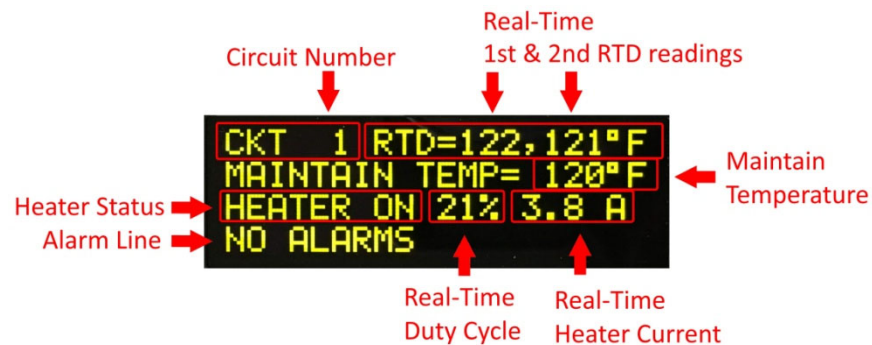 Real-Time
1st & 2nd RTD readings
Circuit Number
CKT 1 RTD=122,121°F
MAINTAIN TEMP= 120°F
Maintain
Temperature
Heater Status
HEATER ON 21% 3.8 A
Alarm Line
NO ALARMS
Real-Time
Duty Cycle
Real-Time
Heater Current